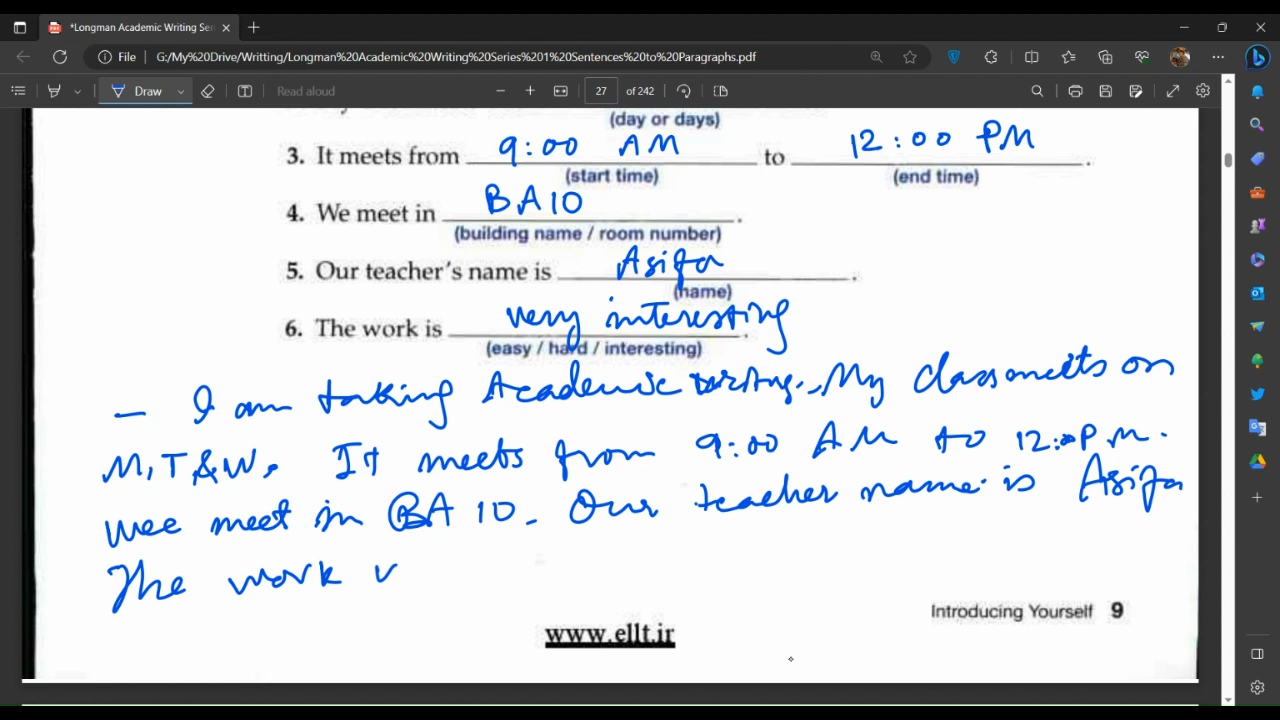 *Longman Academic Writing Ser
File G:/My%20Drive/Writting/Longman%20Academic%20Writing%20Series%201%20Sentences%20to%20Paragraphs.pdf
Draw Read aloud 27 of 242
(day or days)
3. It meets from 9:00 AM to 12:00 PM.
(start time) (end time)
4. We meet in BA10.
(building name / room number)
5. Our teacher's name is Asifa.
(name)
6. The work is very interesting.
(easy / hard / interesting)
– I am taking Academic writing. My class meets on
M, T & W. It meets from 9:00 AM to 12:00 P.M.
Wee meet in BA 10. Our teacher name is Asifa
The work
Introducing Yourself 9
www.ellt.ir